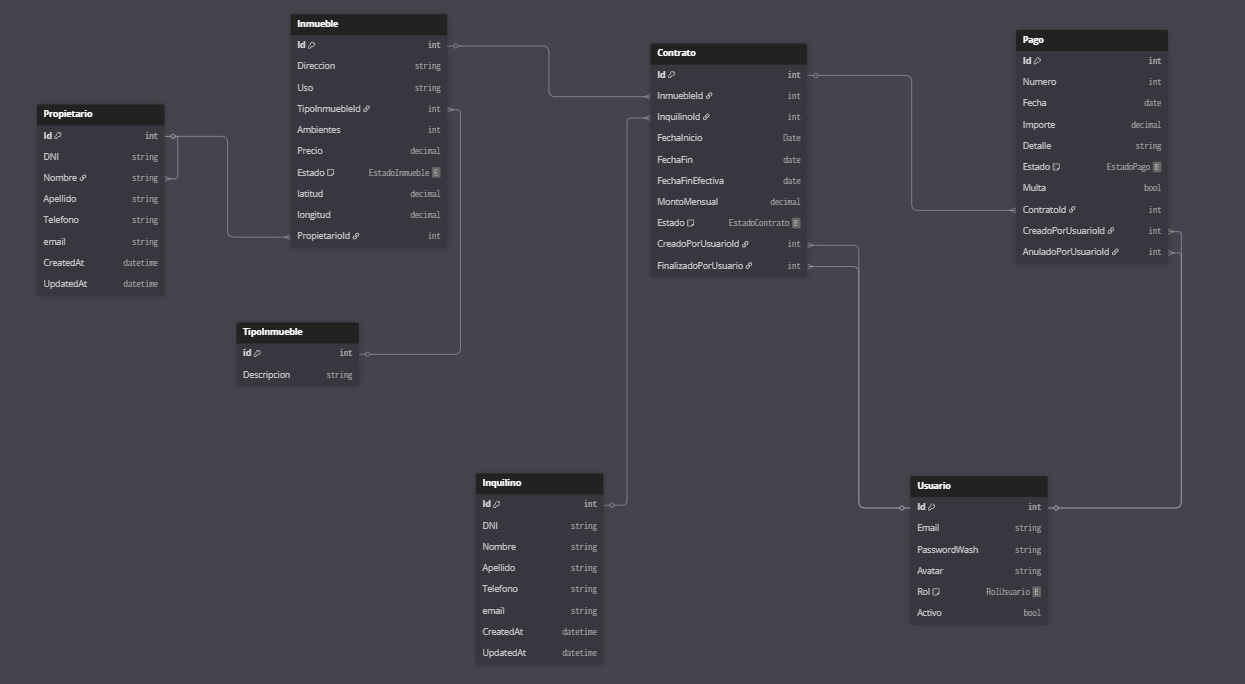 Propietario
Id int
DNI string
Nombre string
Apellido string
Telefono string
email string
CreatedAt datetime
UpdatedAt datetime
Inmueble
Id int
Direccion string
Uso string
TipoInmuebleId int
Ambientes int
Precio decimal
Estado EstadoInmueble E
latitud decimal
longitud decimal
PropietarioId int
TipoInmueble
id int
Descripcion string
Inquilino
Id int
DNI string
Nombre string
Apellido string
Telefono string
email string
CreatedAt datetime
UpdatedAt datetime
Contrato
Id int
InmuebleId int
InquilinoId int
FechaInicio Date
FechaFin date
FechaFinEfectiva date
MontoMensual decimal
Estado EstadoContrato E
CreadoPorUsuarioId int
FinalizadoPorUsuario int
Pago
Id int
Numero int
Fecha date
Importe decimal
Detalle string
Estado EstadoPago E
Multa bool
ContratoId int
CreadoPorUsuarioId int
AnuladoPorUsuarioId int
Usuario
Id int
Email string
PasswordWash string
Avatar string
Rol RolUsuario E
Activo bool